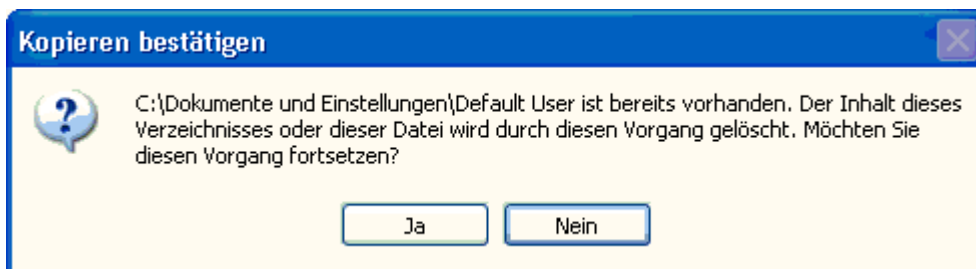 Kopieren bestätigen
C:\Dokumente und Einstellungen\Default User ist bereits vorhanden. Der Inhalt dieses
Verzeichnisses oder dieser Datei wird durch diesen Vorgang gelöscht. Möchten Sie
diesen Vorgang fortsetzen?
Ja
Nein